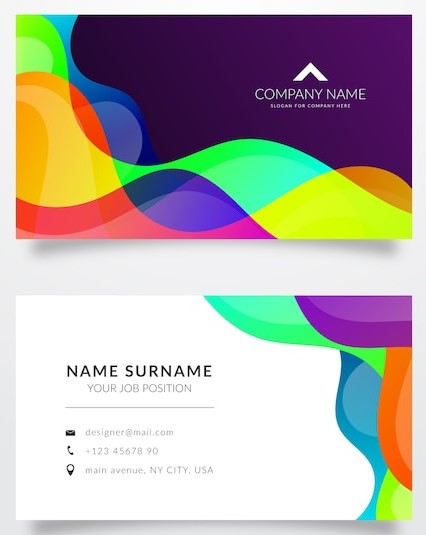 COMPANY NAME
SLOGAN FOR COMPANY HERE
NAME SURNAME
YOUR JOB POSITION
designer@mail.com
+123 45678 90
main avenue, NY CITY, USA